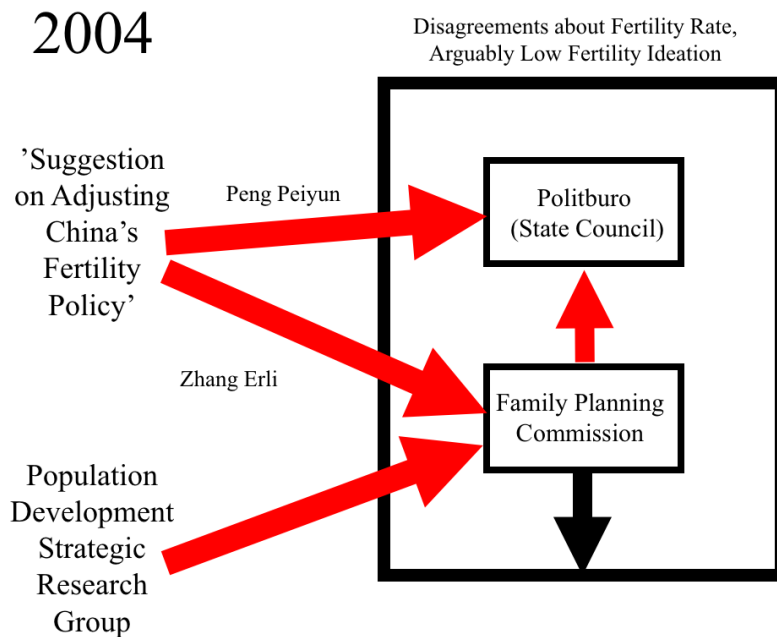 2004
Disagreements about Fertility Rate,
Arguably Low Fertility Ideation
’Suggestion
on Adjusting
China’s
Fertility
Policy’
Peng Peiyun
Politburo
(State Council)
Zhang Erli
Family Planning
Commission
Population
Development
Strategic
Research
Group